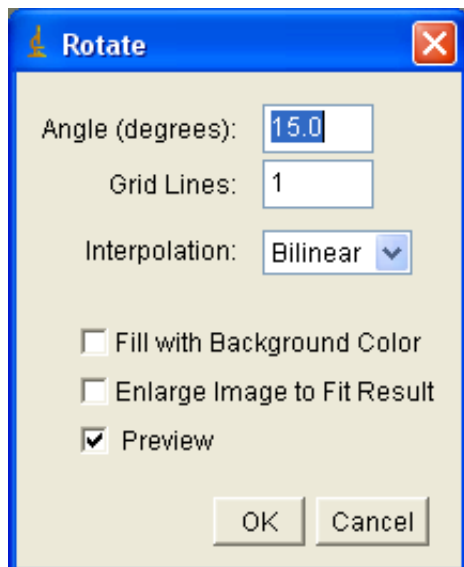 Rotate
Angle (degrees): 15.0
Grid Lines: 1
Interpolation: Bilinear
Fill with Background Color
Enlarge Image to Fit Result
Preview
OK Cancel